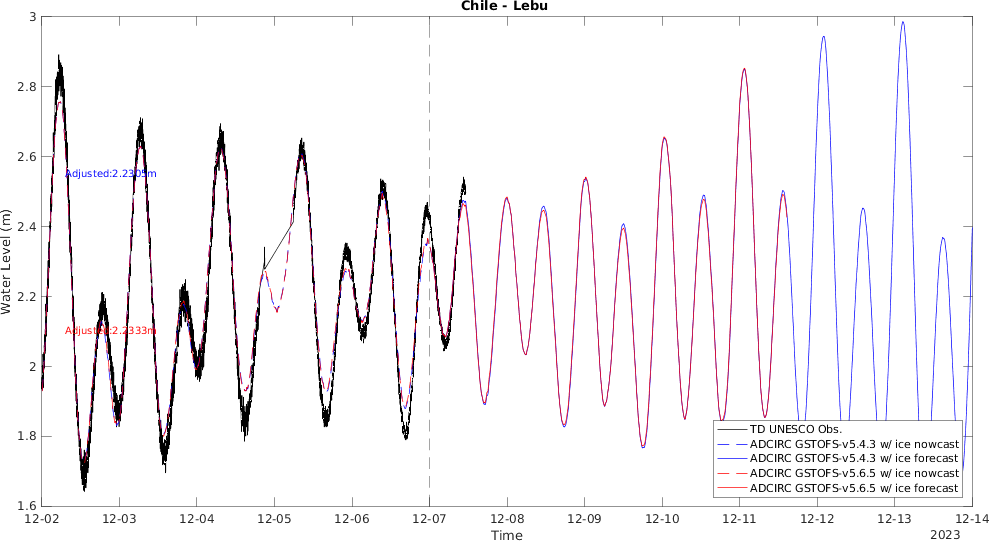 Chile - Lebu
3
2.8
2.6
2.4
2.2
2
1.8
1.6
Water Level (m)
Adjusted:2.2305m
Adjusted:2.2333m
TD UNESCO Obs.
ADCIRC GSTOFS-v5.4.3 w/ ice nowcast
ADCIRC GSTOFS-v5.4.3 w/ ice forecast
ADCIRC GSTOFS-v5.6.5 w/ ice nowcast
ADCIRC GSTOFS-v5.6.5 w/ ice forecast
12-02 12-03 12-04 12-05 12-06 12-07 12-08 12-09 12-10 12-11 12-12 12-13 12-14
Time
2023